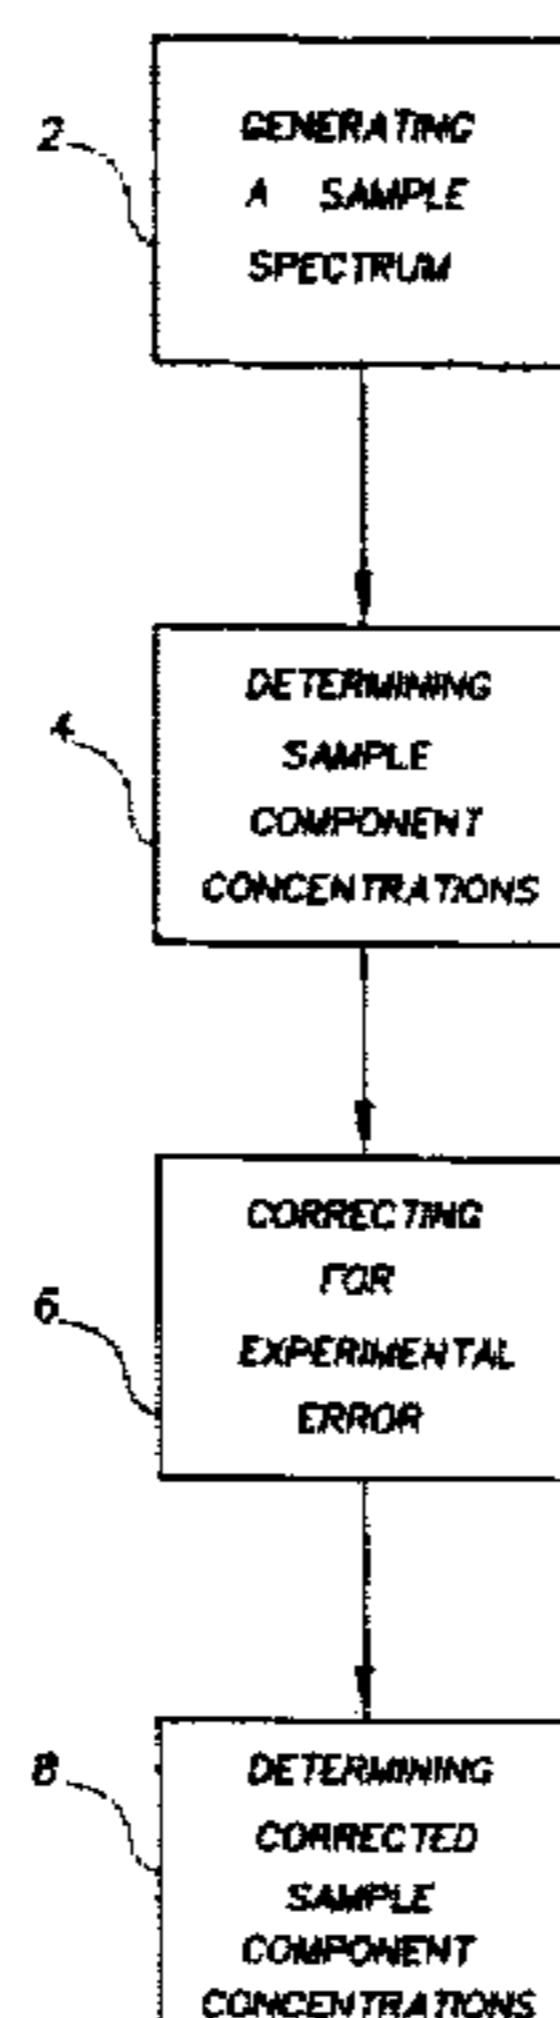 2
GENERATING
A SAMPLE
SPECTRUM
4
DETERMINING
SAMPLE
COMPONENT
CONCENTRATIONS
6
CORRECTING
FOR
EXPERIMENTAL
ERROR
8
DETERMINING
CORRECTED
SAMPLE
COMPONENT
CONCENTRATIONS